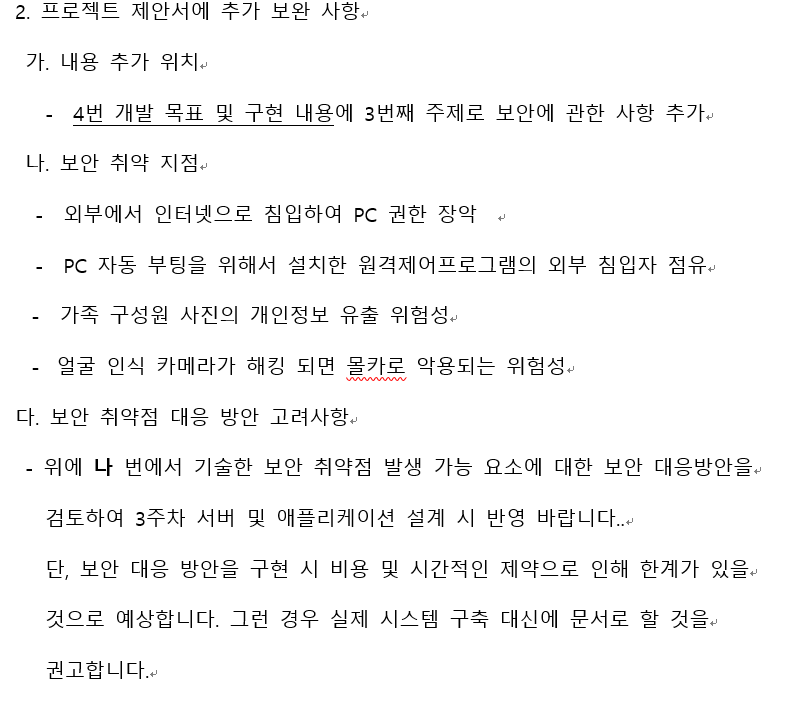 2. 프로젝트 제안서에 추가 보완 사항
가. 내용 추가 위치
- 4번 개발 목표 및 구현 내용에 3번째 주제로 보안에 관한 사항 추가
나. 보안 취약 지점
- 외부에서 인터넷으로 침입하여 PC 권한 장악
- PC 자동 부팅을 위해서 설치한 원격제어프로그램의 외부 침입자 점유
- 가족 구성원 사진의 개인정보 유출 위험성
- 얼굴 인식 카메라가 해킹 되면 몰카로 악용되는 위험성
다. 보안 취약점 대응 방안 고려사항
- 위에 나 번에서 기술한 보안 취약점 발생 가능 요소에 대한 보안 대응방안을
검토하여 3주차 서버 및 애플리케이션 설계 시 반영 바랍니다..
단, 보안 대응 방안을 구현 시 비용 및 시간적인 제약으로 인해 한계가 있을
것으로 예상합니다. 그런 경우 실제 시스템 구축 대신에 문서로 할 것을
권고합니다.